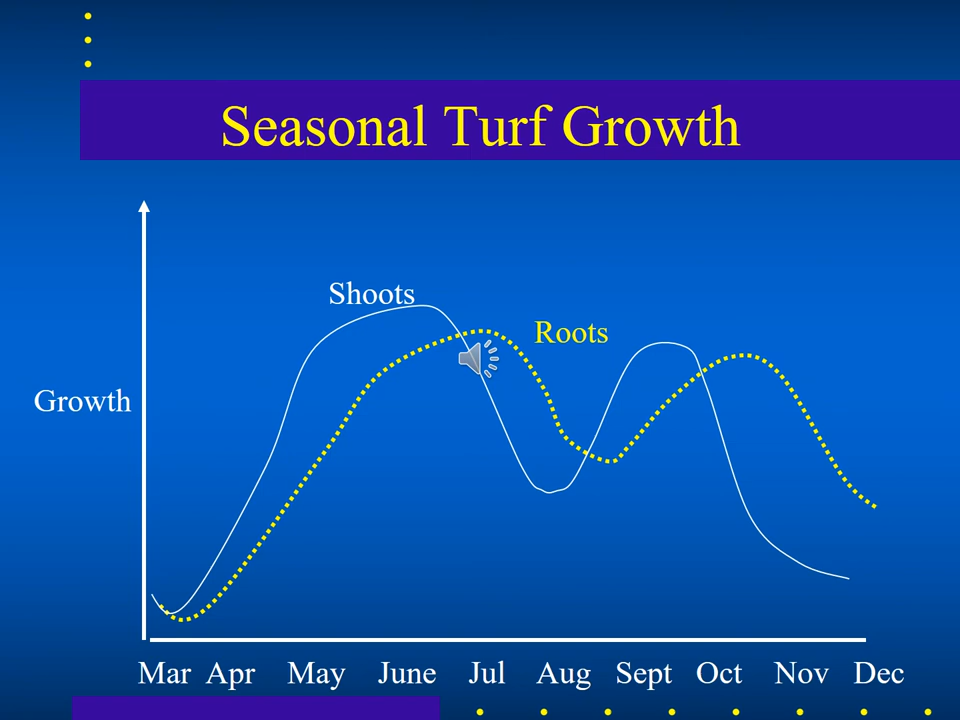 Seasonal Turf Growth
Shoots
Roots
Growth
Mar Apr May June Jul Aug Sept Oct Nov Dec